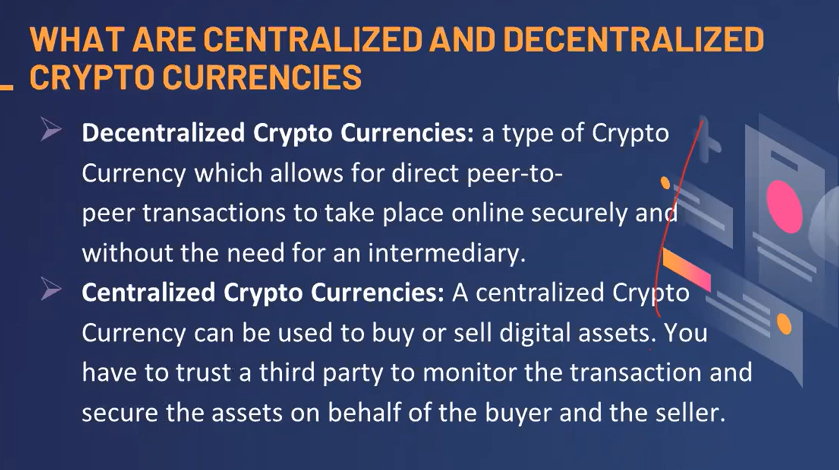 WHAT ARE CENTRALIZED AND DECENTRALIZED
CRYPTO CURRENCIES
Decentralized Crypto Currencies: a type of Crypto
Currency which allows for direct peer-to-
peer transactions to take place online securely and
without the need for an intermediary.
Centralized Crypto Currencies: A centralized Crypto
Currency can be used to buy or sell digital assets. You
have to trust a third party to monitor the transaction and
secure the assets on behalf of the buyer and the seller.